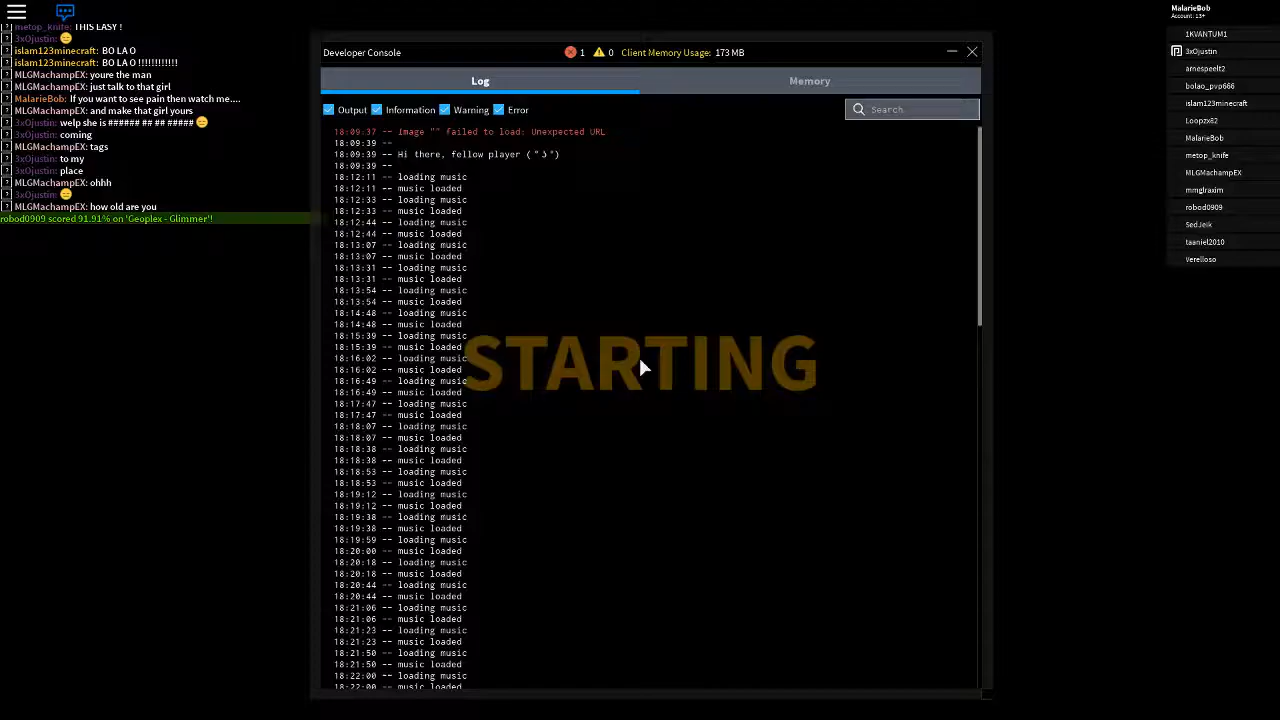 metop_knife: THIS EASY !
3xOjustin: 😑
islam123minecraft: BO LA O
islam123minecraft: BO LA O !!!!!!!!!!!!
MLGMachampEX: youre the man
MLGMachampEX: just talk to that girl
MalarieBob: If you want to see pain then watch me....
MLGMachampEX: and make that girl yours
3xOjustin: welp she is ###### ## ## ##### 😑
3xOjustin: coming
MLGMachampEX: tags
3xOjustin: to my
3xOjustin: place
MLGMachampEX: ohhh
3xOjustin: 😑
MLGMachampEX: how old are you
robod0909 scored 91.91% on 'Geoplex - Glimmer'!
Developer Console
1
0
Client Memory Usage: 173 MB
Log
Memory
Output
Information
Warning
Error
Search...
18:09:37 -- Image "" failed to load: Unexpected URL
18:09:39 --
18:09:39 -- Hi there, fellow player ( ͡° ͜ʖ ͡°)
18:09:39 --
18:12:11 -- loading music
18:12:11 -- music loaded
18:12:33 -- loading music
18:12:33 -- music loaded
18:12:44 -- loading music
18:12:44 -- music loaded
18:13:07 -- loading music
18:13:07 -- music loaded
18:13:31 -- loading music
18:13:31 -- music loaded
18:13:54 -- loading music
18:13:54 -- music loaded
18:14:48 -- loading music
18:14:48 -- music loaded
18:15:39 -- loading music
18:15:39 -- music loaded
18:16:02 -- loading music
18:16:02 -- music loaded
18:16:49 -- loading music
18:16:49 -- music loaded
18:17:47 -- loading music
18:17:47 -- music loaded
18:18:07 -- loading music
18:18:07 -- music loaded
18:18:38 -- loading music
18:18:38 -- music loaded
18:18:53 -- loading music
18:18:53 -- music loaded
18:19:12 -- loading music
18:19:12 -- music loaded
18:19:38 -- loading music
18:19:38 -- music loaded
18:19:59 -- loading music
18:20:00 -- music loaded
18:20:18 -- loading music
18:20:18 -- music loaded
18:20:44 -- loading music
18:20:44 -- music loaded
18:21:06 -- loading music
18:21:06 -- music loaded
18:21:23 -- loading music
18:21:23 -- music loaded
18:21:50 -- loading music
18:21:50 -- music loaded
18:22:00 -- loading music
18:22:00 -- music loaded
STARTING
MalarieBob
Account: 13+
1KVANTUM1
3xOjustin
arnespeelt2
bolao_pvp666
islam123minecraft
Loopzx62
MalarieBob
metop_knife
MLGMachampEX
mmglraxim
robod0909
SedJeik
taaniel2010
Verelloso